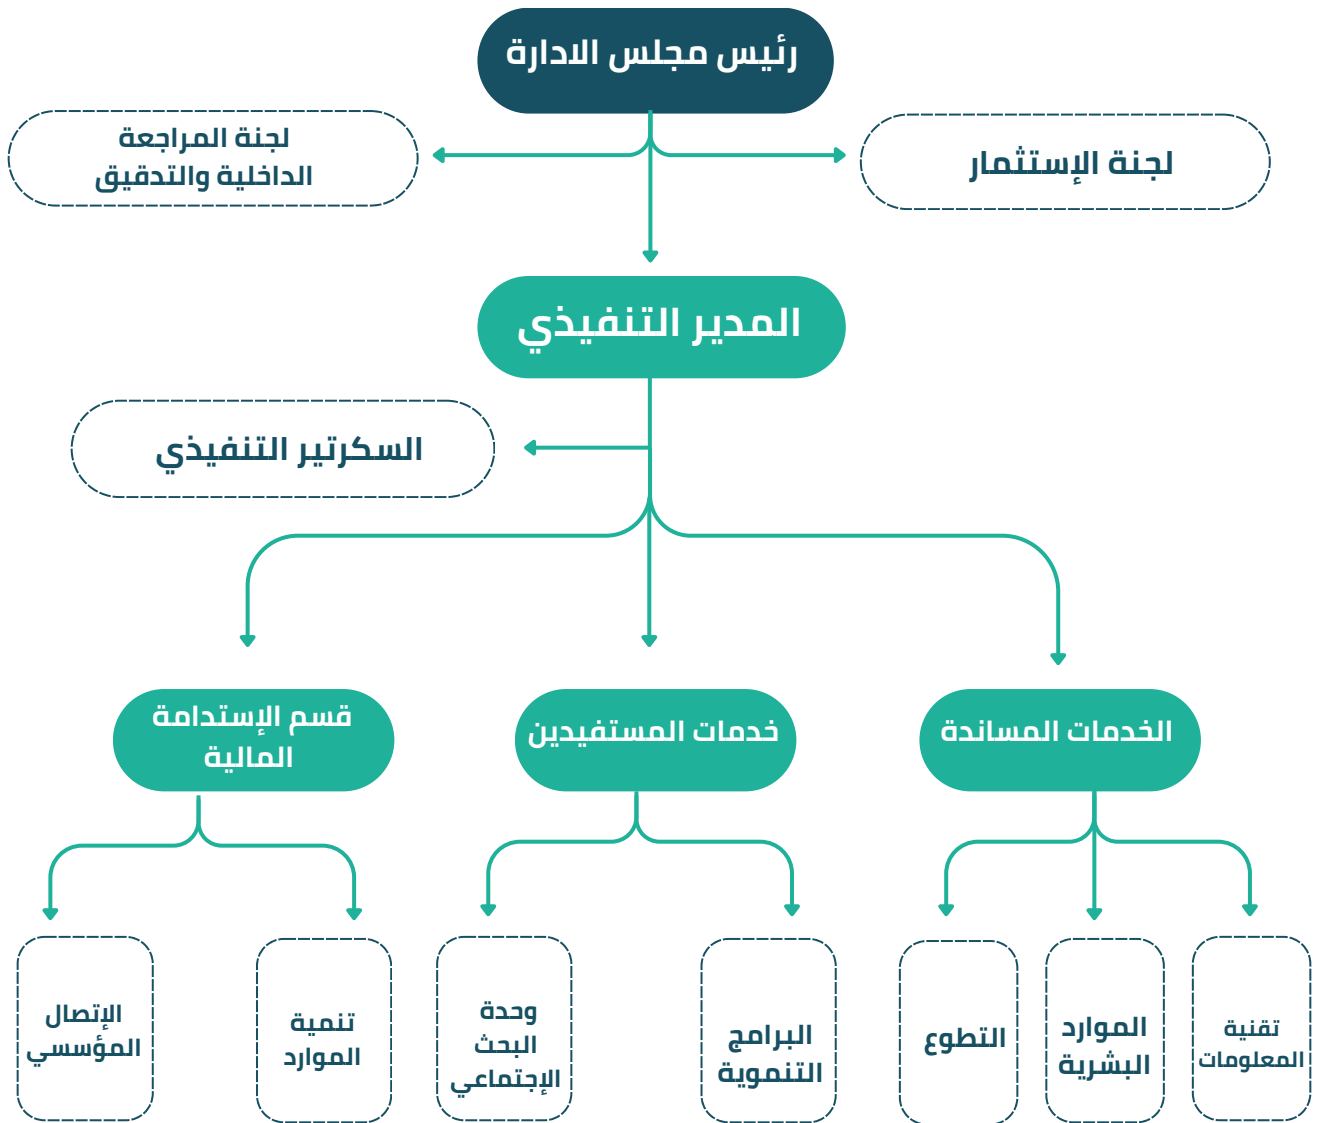 رئيس مجلس الادارة
لجنة الإستثمار
لجنة المراجعة
الداخلية والتدقيق
المدير التنفيذي
السكرتير التنفيذي
الخدمات المساندة
خدمات المستفيدين
قسم الإستدامة
المالية
تقنية
المعلومات
الموارد
البشرية
التطوع
البرامج
التنموية
وحدة
البحث
الإجتماعي
تنمية
الموارد
الإتصال
المؤسسي